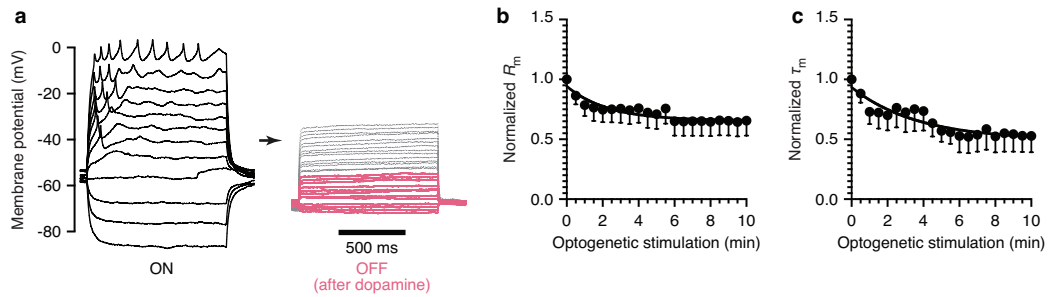 a
Membrane potential (mV)
0
-20
-40
-60
-80
ON
500 ms
OFF
(after dopamine)
b
Normalized Rm
1.5
1.0
0.5
0.0
0 2 4 6 8 10
Optogenetic stimulation (min)
c
Normalized τm
1.5
1.0
0.5
0.0
0 2 4 6 8 10
Optogenetic stimulation (min)